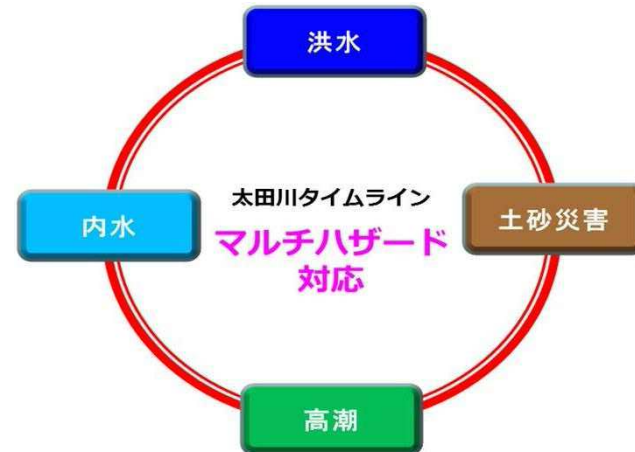 洪水
太田川タイムライン
内水
土砂災害
マルチハザード
対応
高潮